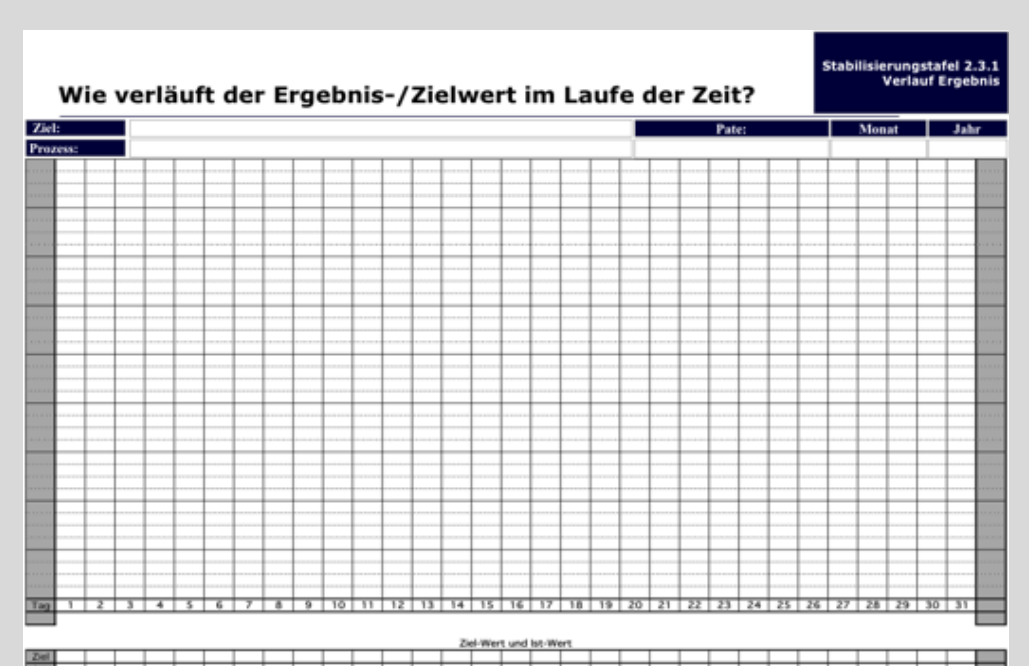 Stabilisierungstafel 2.3.1
Verlauf Ergebnis
Wie verläuft der Ergebnis-/Zielwert im Laufe der Zeit?
Ziel: Pate: Monat Jahr
Prozess:
Tag 1 2 3 4 5 6 7 8 9 10 11 12 13 14 15 16 17 18 19 20 21 22 23 24 25 26 27 28 29 30 31
Ziel-Wert und Ist-Wert
Ziel